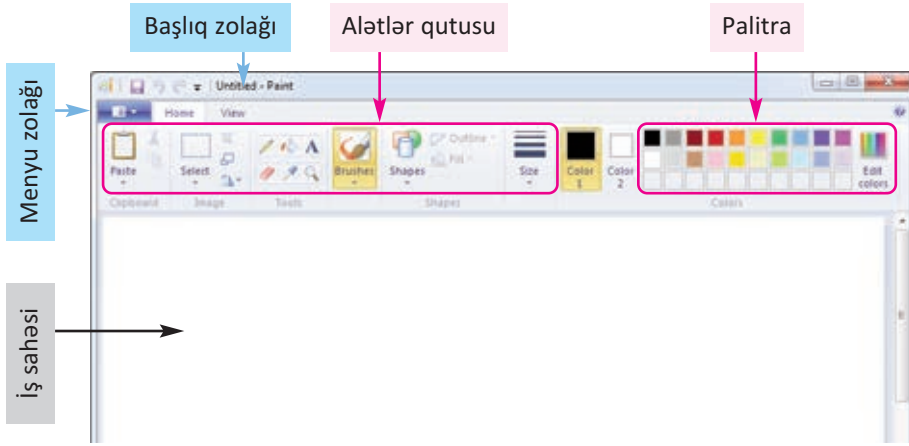 Başlıq zolağı
Alətlər qutusu
Palitra
Menyu zolağı
İş sahəsi
Untitled - Paint
Home View
Paste
Select
Brushes
Shapes
Outline
Fill
Size
Color 1
Color 2
Edit colors
Clipboard
Image
Tools
Shapes
Colors